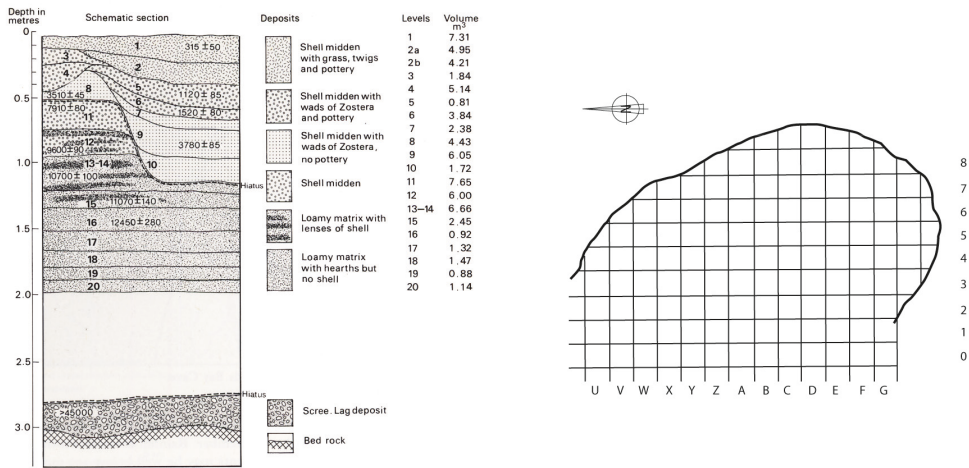 Depth in
metres
Schematic section
Deposits
Levels
Volume
m³
0
0.5
1.0
1.5
2.0
2.5
3.0
1
315 ± 50
3
2
4
5
1120 ± 85
8
6
3510 ± 45
7
1520 ± 80
7910 ± 80
11
9
12
3780 ± 85
9600 ± 90
13-14
10
10700 ± 100
Hiatus
15
11070 ± 140
16
12450 ± 280
17
18
19
20
Hiatus
>45000
Shell midden
with grass, twigs
and pottery
Shell midden with
wads of Zostera
and pottery
Shell midden with
wads of Zostera,
no pottery
Shell midden
Loamy matrix with
lenses of shell
Loamy matrix
with hearths but
no shell
Scree. Lag deposit
Bed rock
1 7.31
2a 4.95
2b 4.21
3 1.84
4 5.14
5 0.81
6 3.84
7 2.38
8 4.43
9 6.05
10 1.72
11 7.65
12 6.00
13–14 6.66
15 2.45
16 0.92
17 1.32
18 1.47
19 0.88
20 1.14
N
8
7
6
5
4
3
2
1
0
U V W X Y Z A B C D E F G